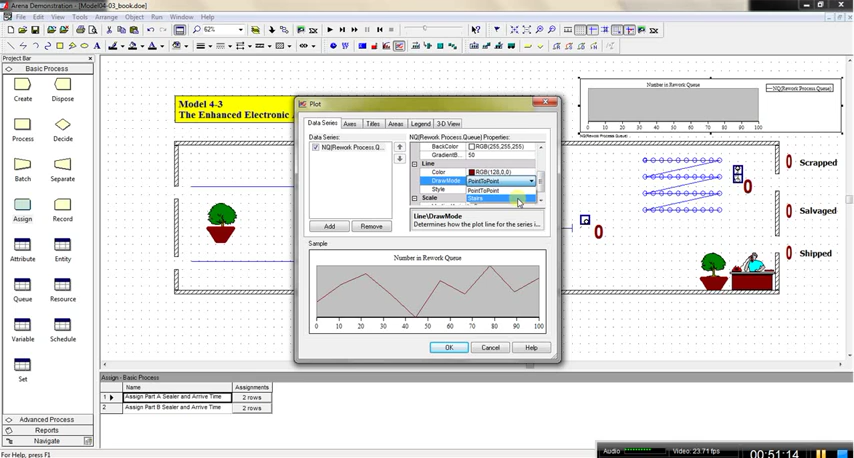 Arena Demonstration - [Model04-03_book.doe]
File Edit View Tools Arrange Object Run Window Help
62%
Project Bar
Basic Process
Create Dispose
Process Decide
Batch Separate
Assign Record
Attribute Entity
Queue Resource
Variable Schedule
Set
Advanced Process
Reports
Navigate
For Help, press F1
Model 4-3
The Enhanced Electronic
Number in Rework Queue
NQ(Rework Process.Queue)
NQ(Rework Process.Queue)
Scrapped
Salvaged
Shipped
0
0
0
0
0
Plot
Data Series Axes Titles Areas Legend 3-D View
Data Series:
NQ(Rework Process.Q...
Add Remove
NQ(Rework Process.Queue) Properties:
BackColor RGB(255,255,255)
GradientB... 50
Line
Color RGB(128,0,0)
DrawMode PointToPoint
Style PointToPoint
Scale Stairs
Line\DrawMode
Determines how the plot line for the series i...
Sample
Number in Rework Queue
0 10 20 30 40 50 60 70 80 90 100
OK Cancel Help
Assign - Basic Process
Name Assignments
1 Assign Part A Sealer and Arrive Time 2 rows
2 Assign Part B Sealer and Arrive Time 2 rows
Audio Video: 23.71 fps 00:51:14